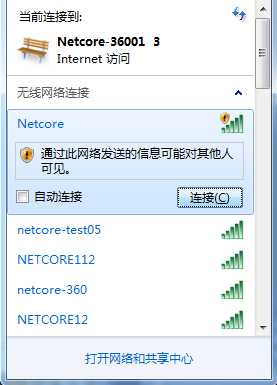 当前连接到:
Netcore-36001 3
Internet 访问
无线网络连接
Netcore
通过此网络发送的信息可能对其他人
可见。
自动连接
连接(C)
netcore-test05
NETCORE112
netcore-360
NETCORE12
打开网络和共享中心